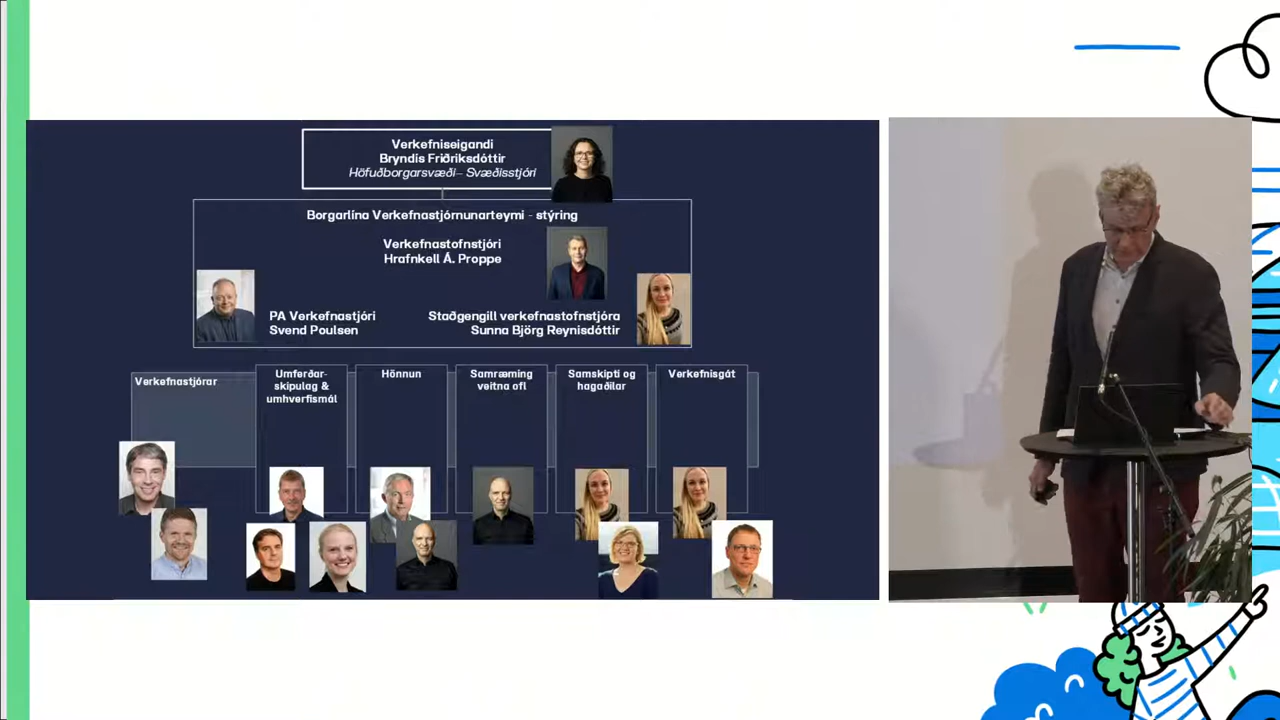 Verkefniseigandi
Bryndís Friðriksdóttir
Höfuðborgarsvæði– Svæðisstjóri
Borgarlína Verkefnastjórnunarteymi - stýring
Verkefnastofnstjóri
Hrafnkell Á. Proppe
PA Verkefnastjóri
Svend Poulsen
Staðgengill verkefnastofnstjóra
Sunna Björg Reynisdóttir
Verkefnastjórar
Umferðar-
skipulag &
umhverfismál
Hönnun
Samræming
veitna ofl
Samskipti og
hagaðilar
Verkefnisgát